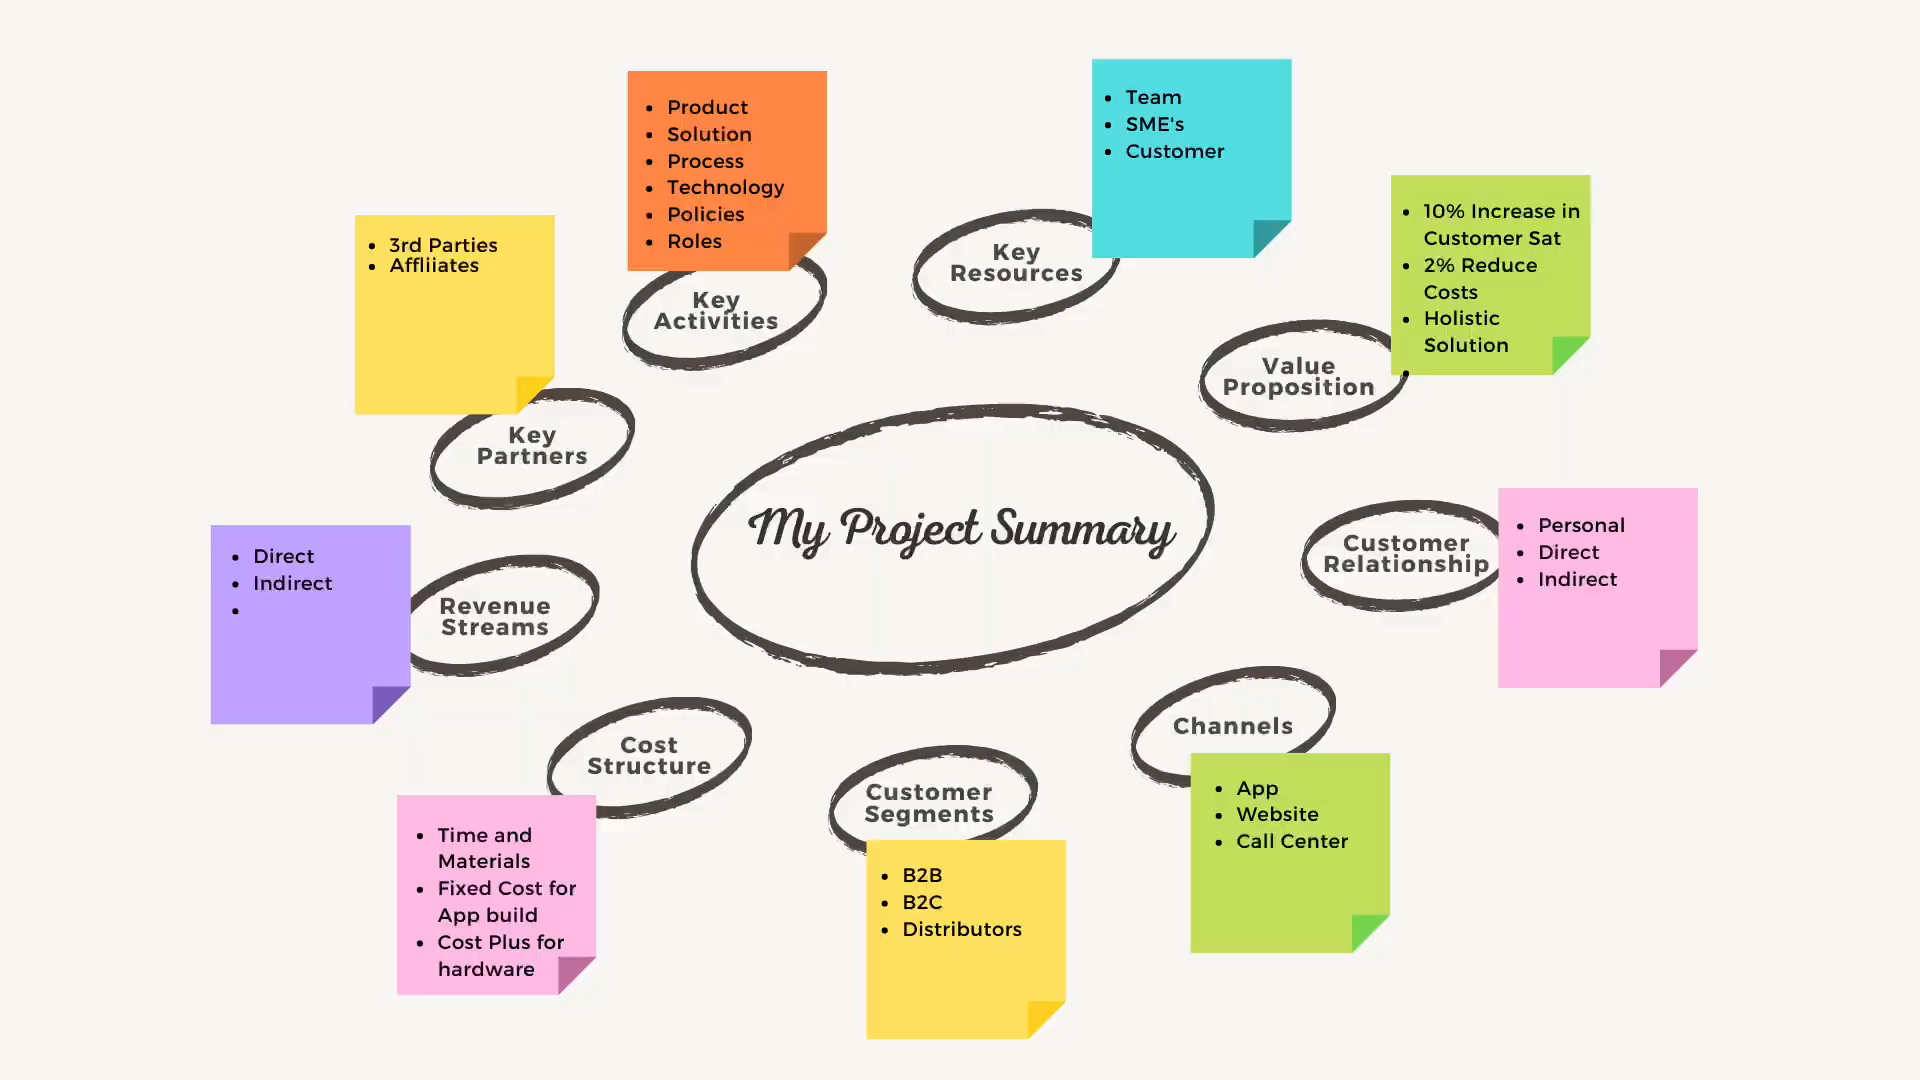 • Product
• Solution
• Process
• Technology
• Policies
• Roles
Key
Activities
• Team
• SME's
• Customer
Key
Resources
• 10% Increase in
Customer Sat
• 2% Reduce
Costs
• Holistic
Solution
•
Value
Proposition
• 3rd Parties
• Affliiates
Key
Partners
My Project Summary
• Personal
• Direct
• Indirect
Customer
Relationship
• Direct
• Indirect
•
Revenue
Streams
Channels
• App
• Website
• Call Center
Cost
Structure
• Time and
Materials
• Fixed Cost for
App build
• Cost Plus for
hardware
Customer
Segments
• B2B
• B2C
• Distributors